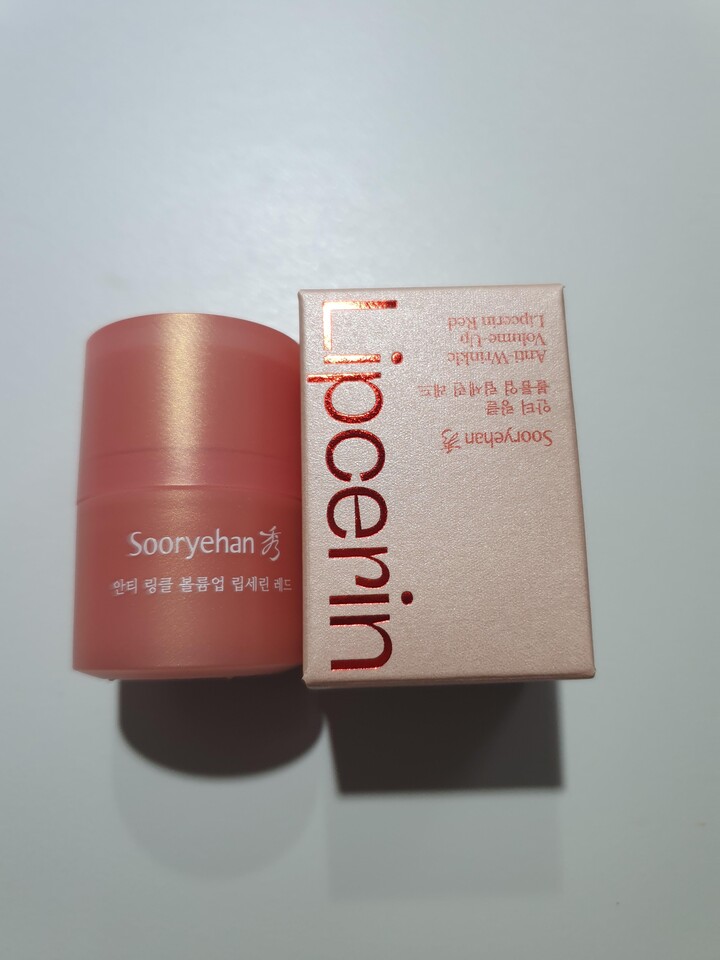 Sooryehan 秀
안티 링클 볼륨업 립세린 레드
Lipcerin
Sooryehan 秀
안티 링클
볼륨업 립세린 레드
Anti-Wrinkle
Volume Up
Lipcerin Red